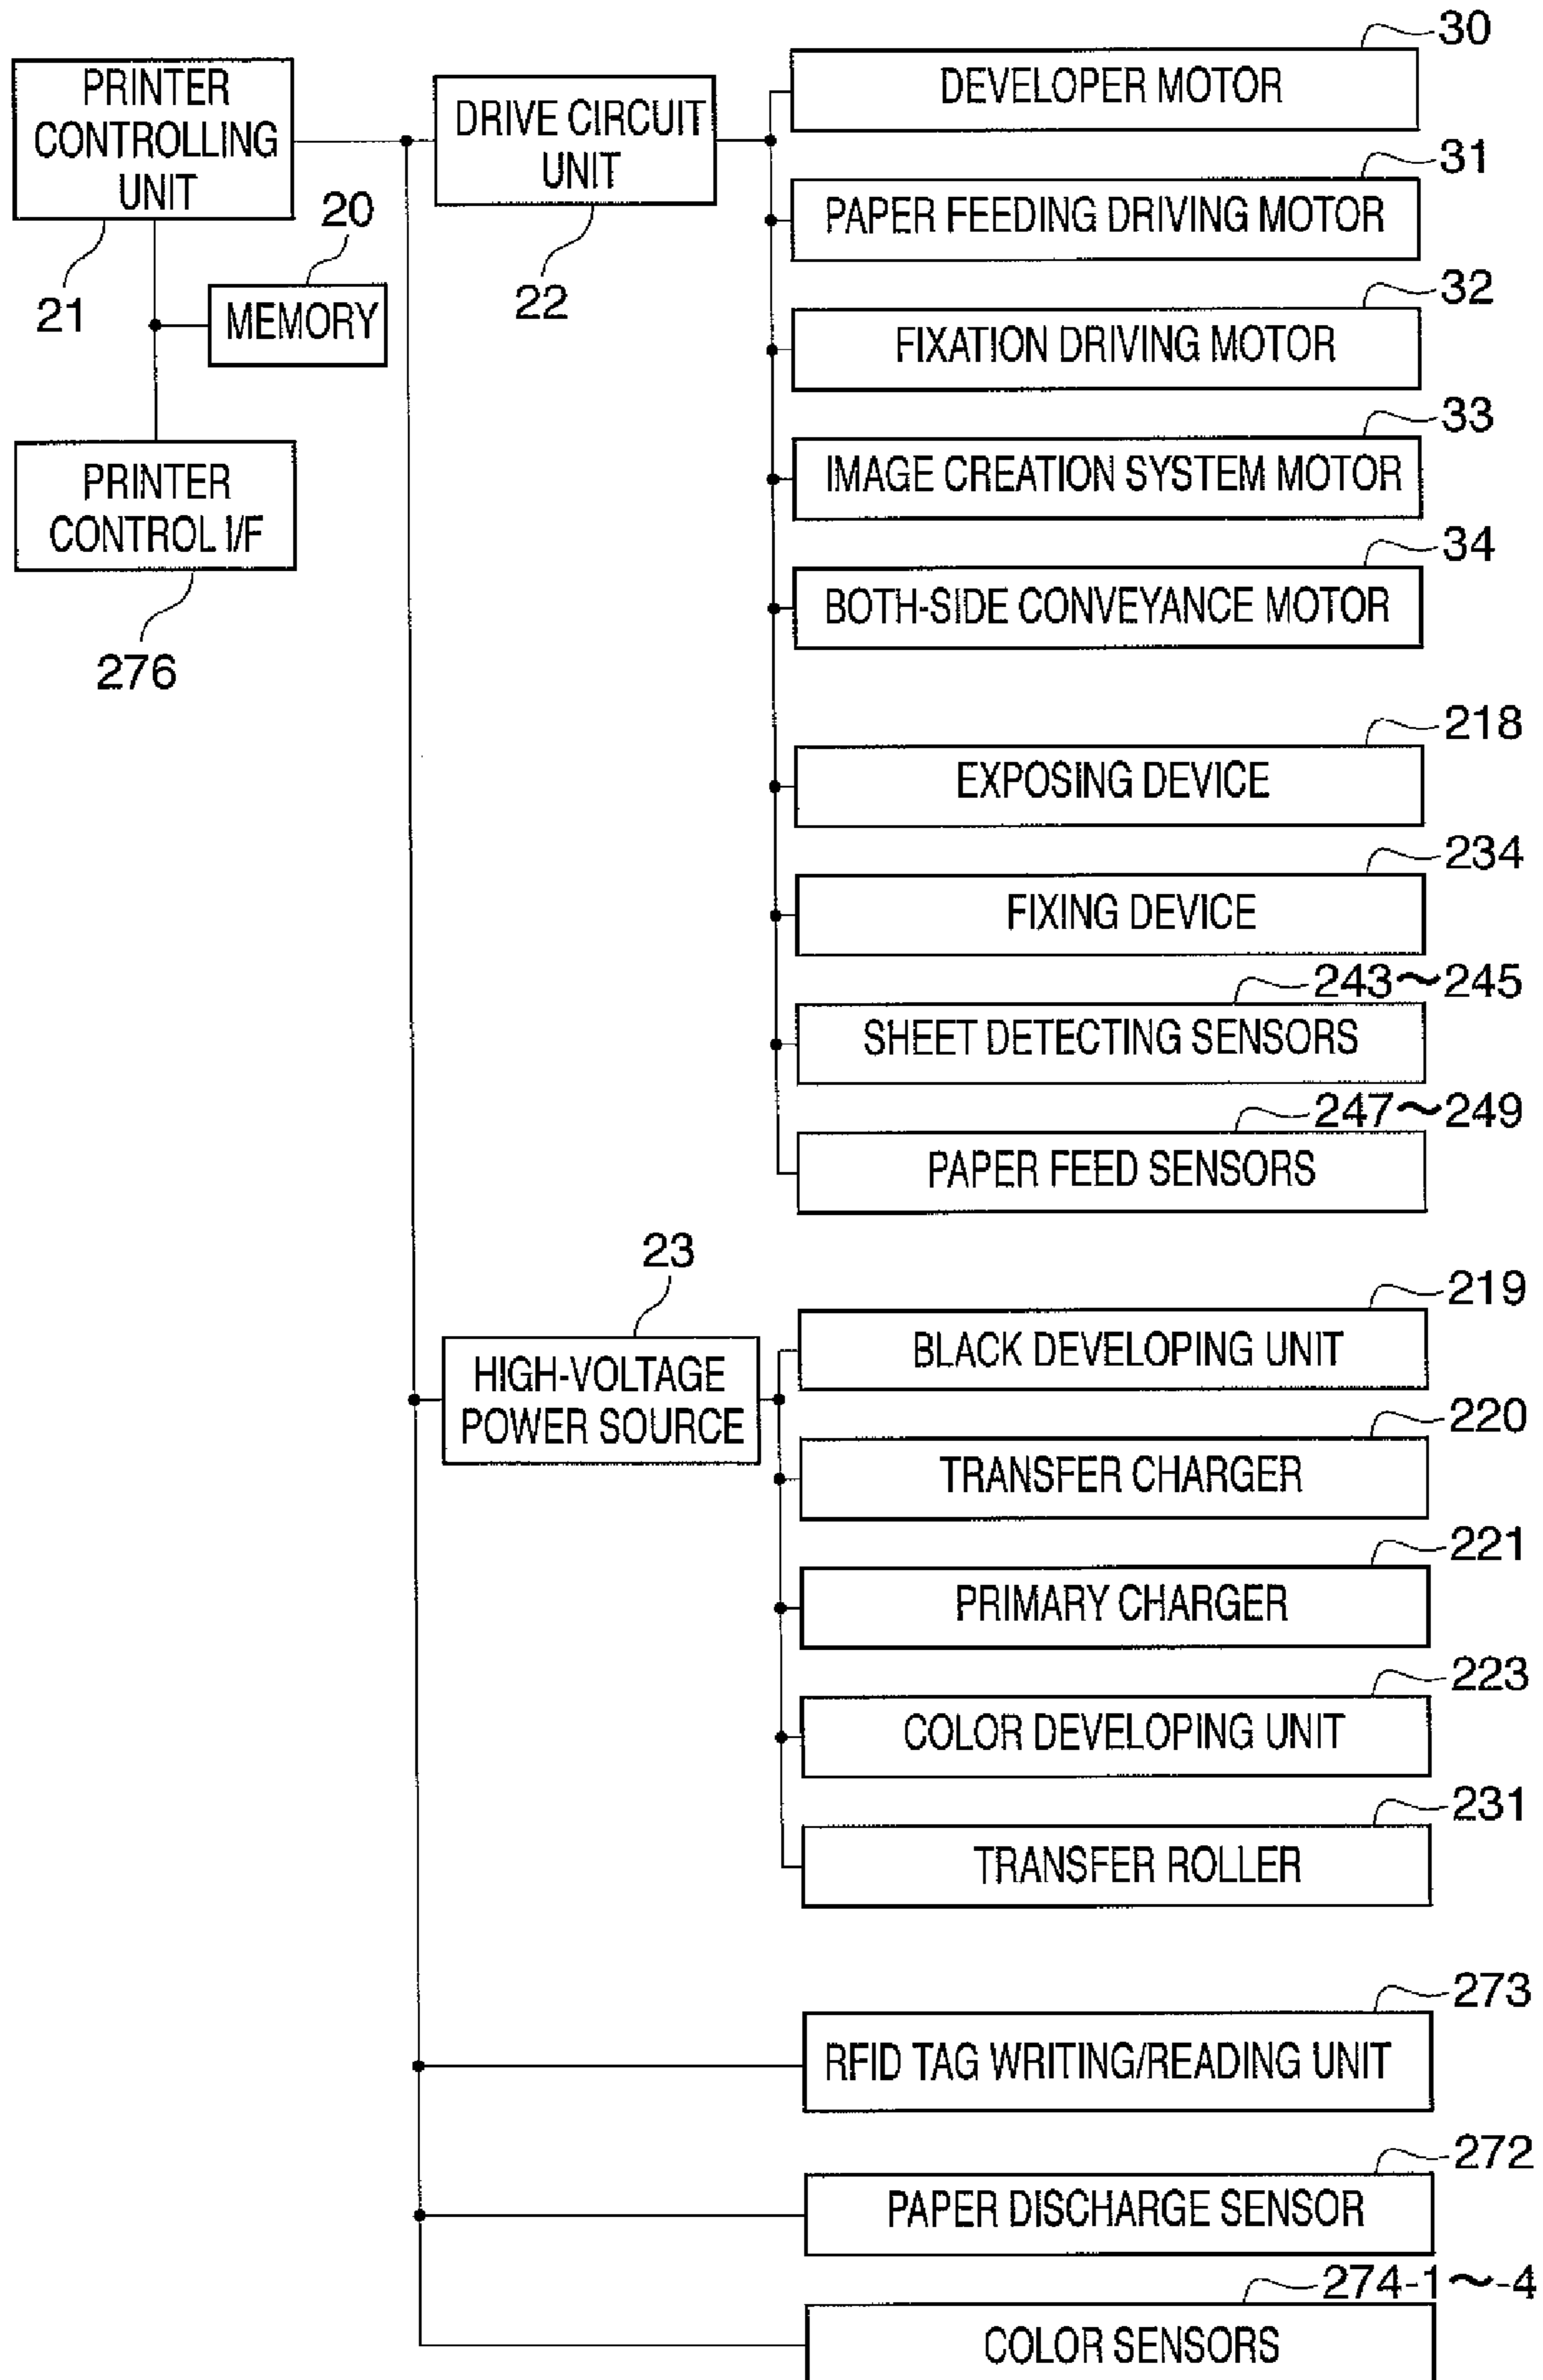 30
PRINTER
CONTROLLING
UNIT
21
20
MEMORY
PRINTER
CONTROL I/F
276
DRIVE CIRCUIT
UNIT
22
DEVELOPER MOTOR
31
PAPER FEEDING DRIVING MOTOR
32
FIXATION DRIVING MOTOR
33
IMAGE CREATION SYSTEM MOTOR
34
BOTH-SIDE CONVEYANCE MOTOR
218
EXPOSING DEVICE
234
FIXING DEVICE
243〜245
SHEET DETECTING SENSORS
247〜249
PAPER FEED SENSORS
23
HIGH-VOLTAGE
POWER SOURCE
219
BLACK DEVELOPING UNIT
220
TRANSFER CHARGER
221
PRIMARY CHARGER
223
COLOR DEVELOPING UNIT
231
TRANSFER ROLLER
273
RFID TAG WRITING/READING UNIT
272
PAPER DISCHARGE SENSOR
274-1〜-4
COLOR SENSORS